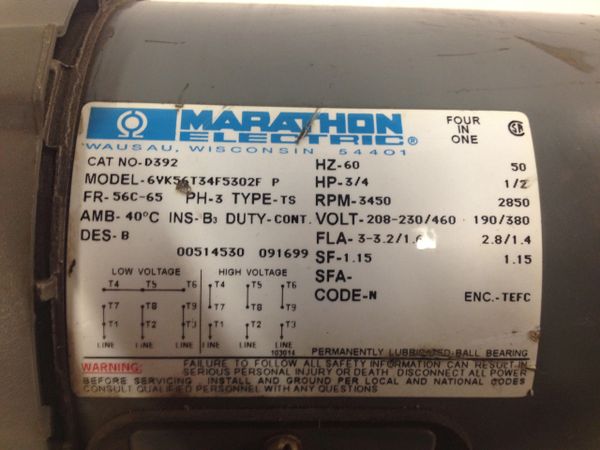 MARATHON ELECTRIC®
WAUSAU, WISCONSIN 54401
FOUR
IN
ONE
CAT NO-D392
MODEL-6VK56T34F5302F P
FR-56C-65 PH-3 TYPE-TS
AMB-40°C INS-B3 DUTY-CONT.
DES-B
00514530 091699
HZ-60 50
HP-3/4 1/2
RPM-3450 2850
VOLT-208-230/460 190/380
FLA-3-3.2/1.6 2.8/1.4
SF-1.15 1.15
SFA-
CODE-N ENC.-TEFC
LOW VOLTAGE HIGH VOLTAGE
T4 T5 T6 T4 T5 T6
T7 T8 T9 T7 T8 T9
T1 T2 T3 T1 T2 T3
LINE LINE LINE LINE LINE LINE
103014
PERMANENTLY LUBRICATED BALL BEARING
WARNING: FAILURE TO FOLLOW ALL SAFETY INFORMATION CAN RESULT IN
SERIOUS PERSONAL INJURY OR DEATH. DISCONNECT ALL POWER
BEFORE SERVICING. INSTALL AND GROUND PER LOCAL AND NATIONAL CODES
CONSULT QUALIFIED PERSONNEL WITH ANY QUESTIONS